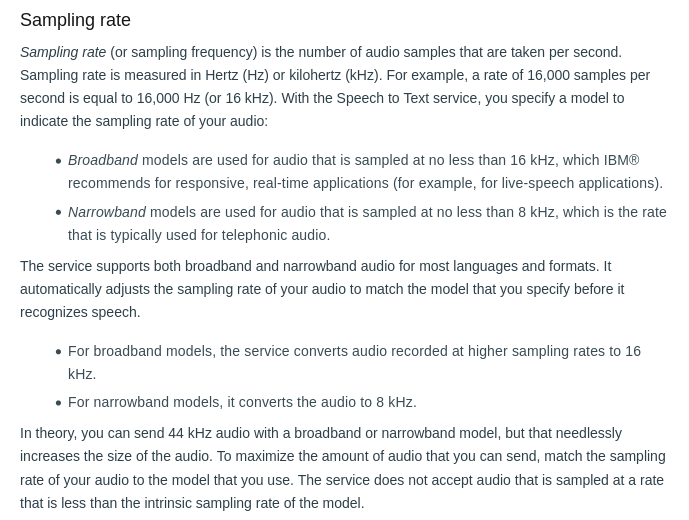 Sampling rate
Sampling rate (or sampling frequency) is the number of audio samples that are taken per second.
Sampling rate is measured in Hertz (Hz) or kilohertz (kHz). For example, a rate of 16,000 samples per
second is equal to 16,000 Hz (or 16 kHz). With the Speech to Text service, you specify a model to
indicate the sampling rate of your audio:
• Broadband models are used for audio that is sampled at no less than 16 kHz, which IBM®
recommends for responsive, real-time applications (for example, for live-speech applications).
• Narrowband models are used for audio that is sampled at no less than 8 kHz, which is the rate
that is typically used for telephonic audio.
The service supports both broadband and narrowband audio for most languages and formats. It
automatically adjusts the sampling rate of your audio to match the model that you specify before it
recognizes speech.
• For broadband models, the service converts audio recorded at higher sampling rates to 16
kHz.
• For narrowband models, it converts the audio to 8 kHz.
In theory, you can send 44 kHz audio with a broadband or narrowband model, but that needlessly
increases the size of the audio. To maximize the amount of audio that you can send, match the sampling
rate of your audio to the model that you use. The service does not accept audio that is sampled at a rate
that is less than the intrinsic sampling rate of the model.